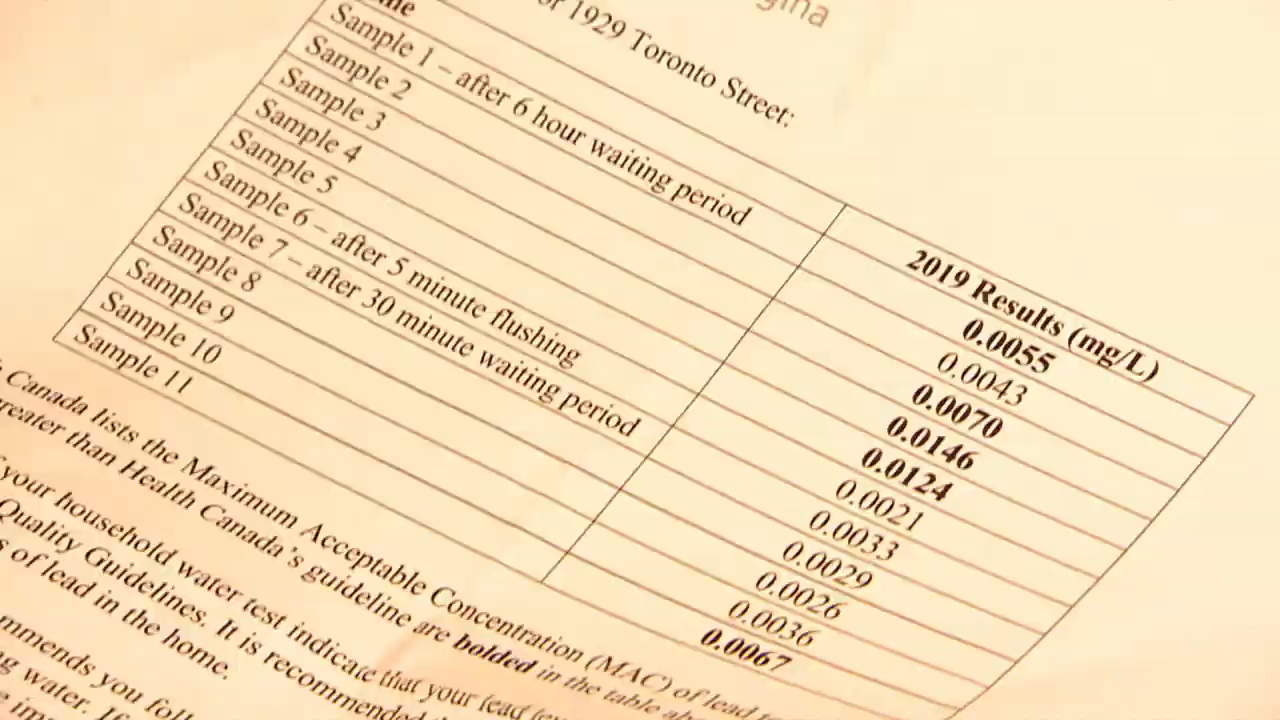 1929 Toronto Street:
2019 Results (mg/L)
Sample 1 – after 6 hour waiting period 0.0055
Sample 2 0.0043
Sample 3 0.0070
Sample 4 0.0146
Sample 5 0.0124
Sample 6 – after 5 minute flushing 0.0021
Sample 7 – after 30 minute waiting period 0.0033
Sample 8 0.0029
Sample 9 0.0026
Sample 10 0.0036
Sample 11 0.0067
Canada lists the Maximum Acceptable Concentration (MAC) of lead
than Health Canada's guideline are bolded in the table
your household water test indicate that your lead
Quality Guidelines. It is recommended
of lead in the home.
you
water. If